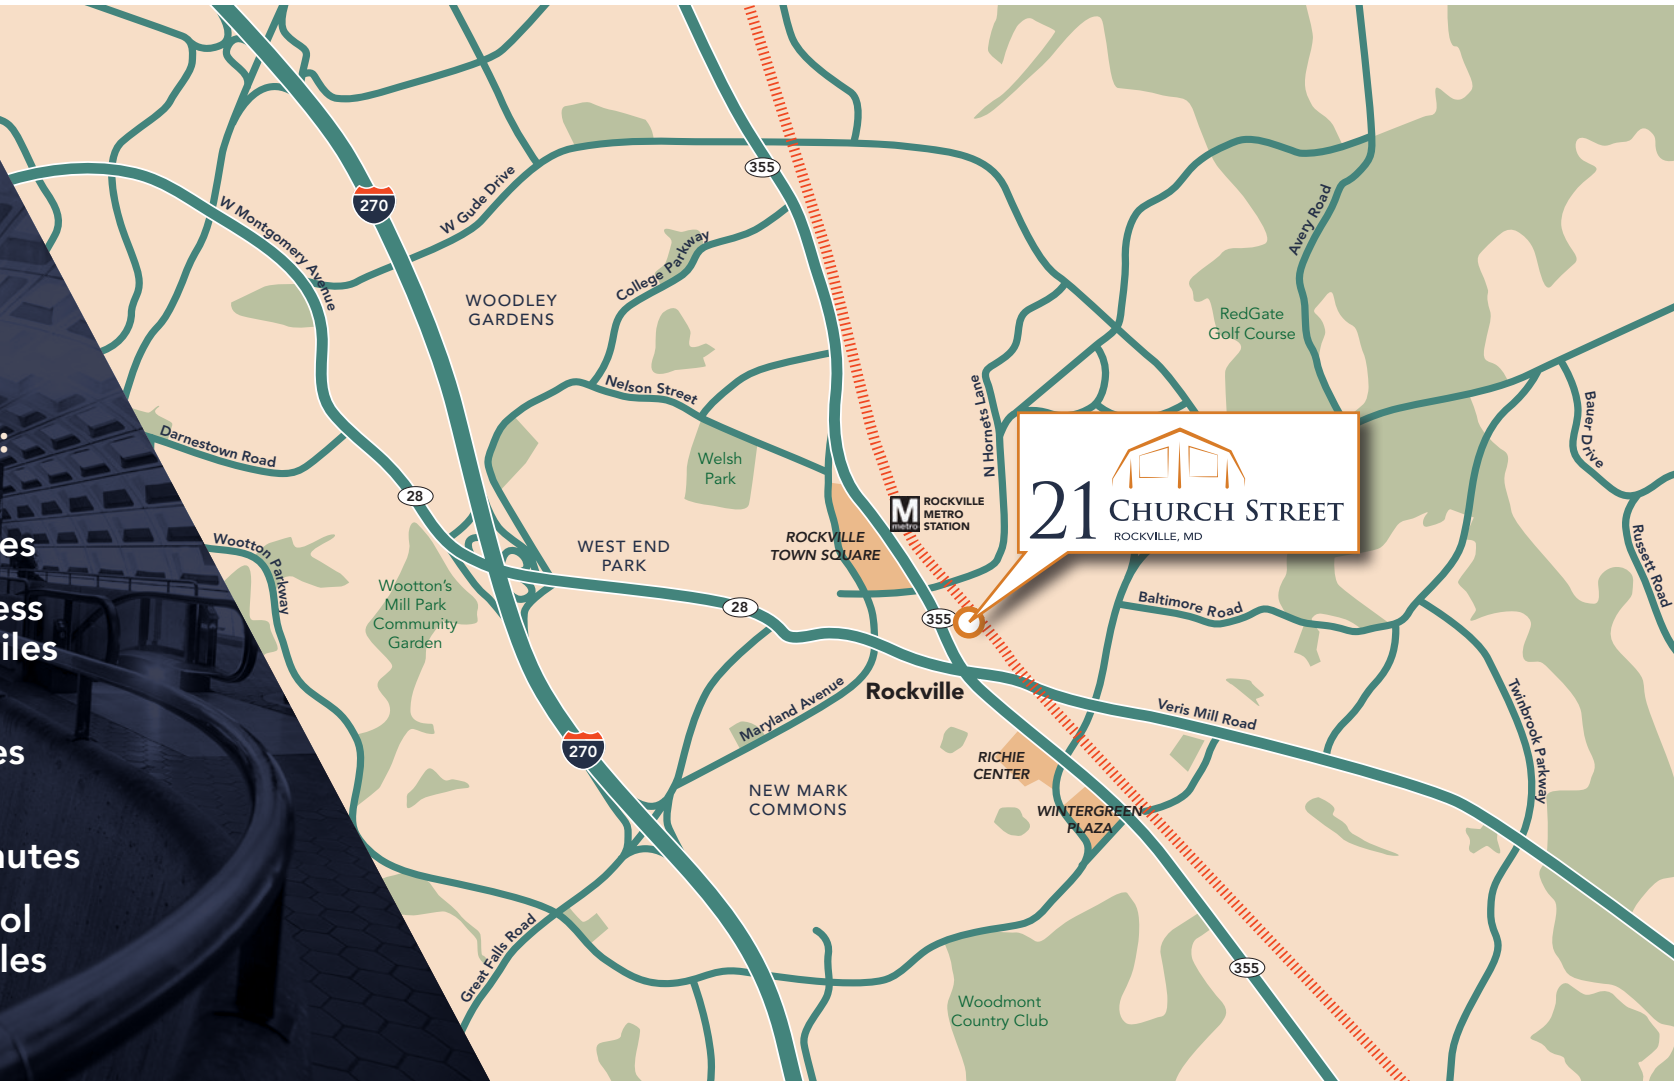 :
es
ess
iles
es
nutes
ol
les
355
270
W Montgomery Avenue
W Gude Drive
College Parkway
WOODLEY
GARDENS
Avery Road
RedGate
Golf Course
Nelson Street
N Horners Lane
Darnestown Road
28
Welsh
Park
M
metro
ROCKVILLE
METRO
STATION
21 CHURCH STREET
ROCKVILLE, MD
Bauer Drive
Russett Road
ROCKVILLE
TOWN SQUARE
WEST END
PARK
Wootton Parkway
Wootton's
Mill Park
Community
Garden
28
355
Baltimore Road
Rockville
Maryland Avenue
Veris Mill Road
Twinbrook Parkway
270
RICHIE
CENTER
NEW MARK
COMMONS
WINTERGREEN
PLAZA
Great Falls Road
355
Woodmont
Country Club